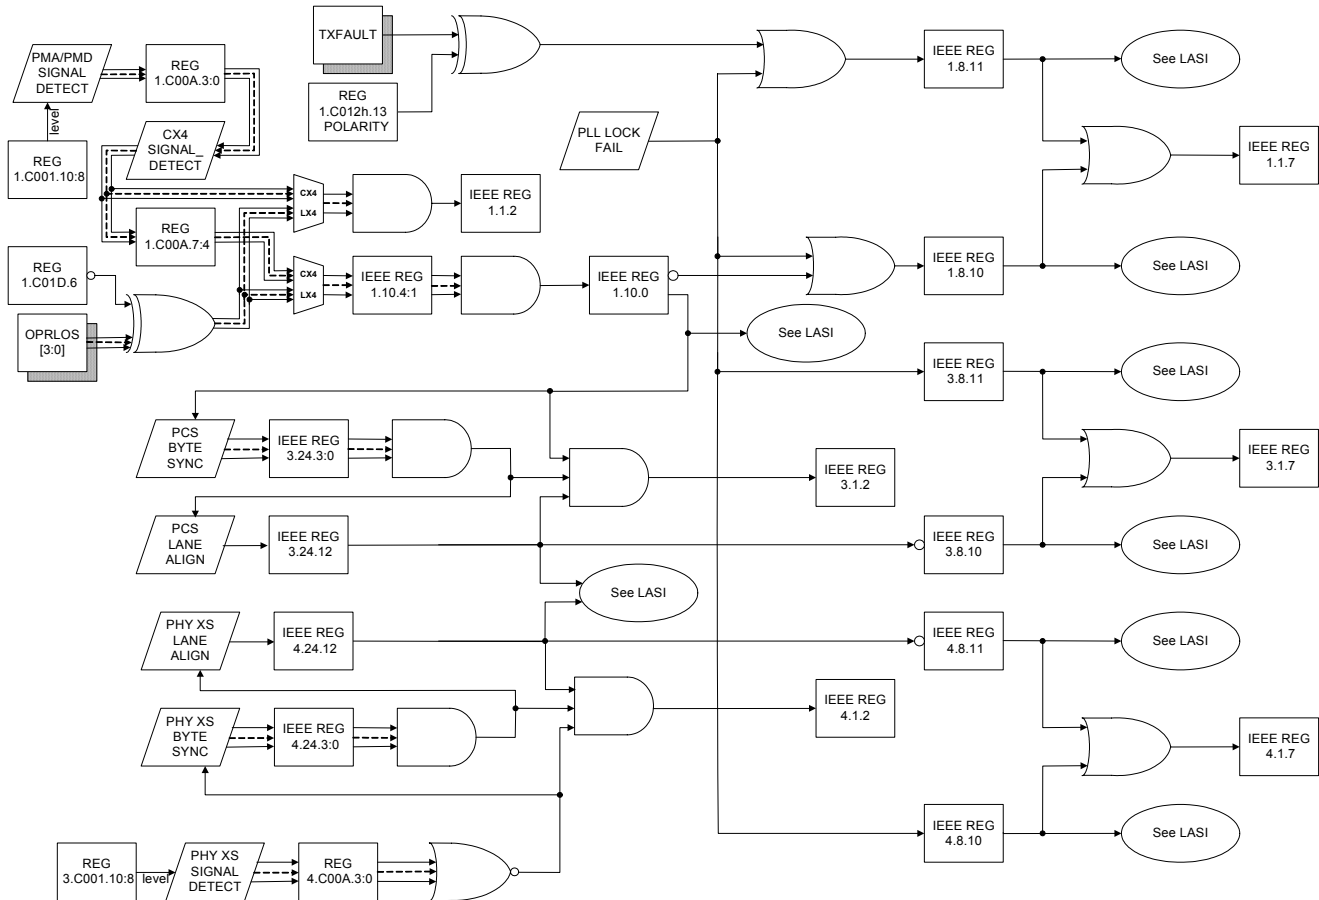 TXFAULT
IEEE REG
1.8.11
See LASI
PMA/PMD
SIGNAL
DETECT
REG
1.C00A.3:0
REG
1.C012h.13
POLARITY
level
CX4
SIGNAL_
DETECT
PLL LOCK
FAIL
REG
1.C001.10:8
IEEE REG
1.1.7
CX4
LX4
IEEE REG
1.1.2
REG
1.C00A.7:4
REG
1.C01D.6
CX4
LX4
IEEE REG
1.10.4:1
IEEE REG
1.10.0
IEEE REG
1.8.10
See LASI
OPRLOS
[3:0]
See LASI
IEEE REG
3.8.11
See LASI
PCS
BYTE
SYNC
IEEE REG
3.24.3:0
IEEE REG
3.1.2
IEEE REG
3.1.7
PCS
LANE
ALIGN
IEEE REG
3.24.12
IEEE REG
3.8.10
See LASI
See LASI
PHY XS
LANE
ALIGN
IEEE REG
4.24.12
IEEE REG
4.8.11
See LASI
IEEE REG
4.1.2
PHY XS
BYTE
SYNC
IEEE REG
4.24.3:0
IEEE REG
4.1.7
IEEE REG
4.8.10
See LASI
REG
3.C001.10:8
level
PHY XS
SIGNAL
DETECT
REG
4.C00A.3:0